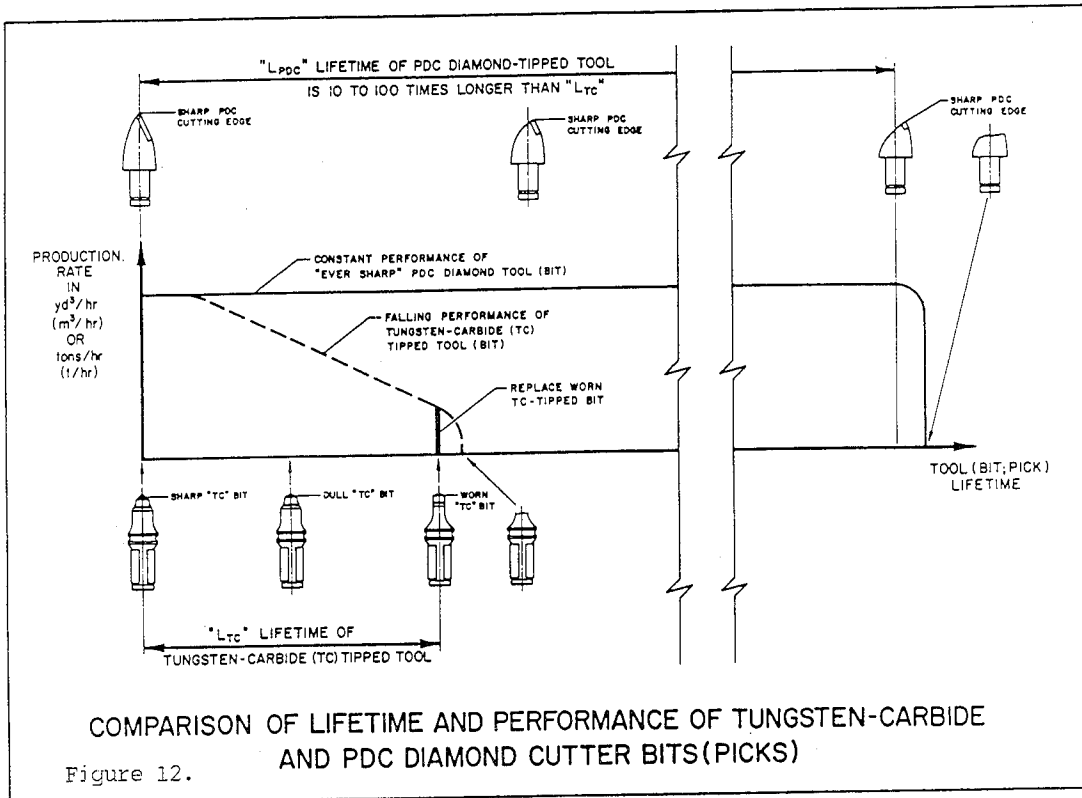 "LPDC" LIFETIME OF PDC DIAMOND-TIPPED TOOL
IS 10 TO 100 TIMES LONGER THAN "LTC"
SHARP PDC
CUTTING EDGE
SHARP PDC
CUTTING EDGE
SHARP PDC
CUTTING EDGE
PRODUCTION.
RATE
IN
yd³/hr
(m³/hr)
OR
tons/hr
(t/hr)
CONSTANT PERFORMANCE OF
"EVER SHARP" PDC DIAMOND TOOL (BIT)
FALLING PERFORMANCE OF
TUNGSTEN-CARBIDE (TC)
TIPPED TOOL (BIT)
REPLACE WORN
TC-TIPPED BIT
TOOL (BIT; PICK)
LIFETIME
SHARP "TC" BIT
DULL "TC" BIT
WORN
"TC" BIT
"LTC" LIFETIME OF
TUNGSTEN-CARBIDE (TC) TIPPED TOOL
COMPARISON OF LIFETIME AND PERFORMANCE OF TUNGSTEN-CARBIDE
AND PDC DIAMOND CUTTER BITS (PICKS)
Figure 12.